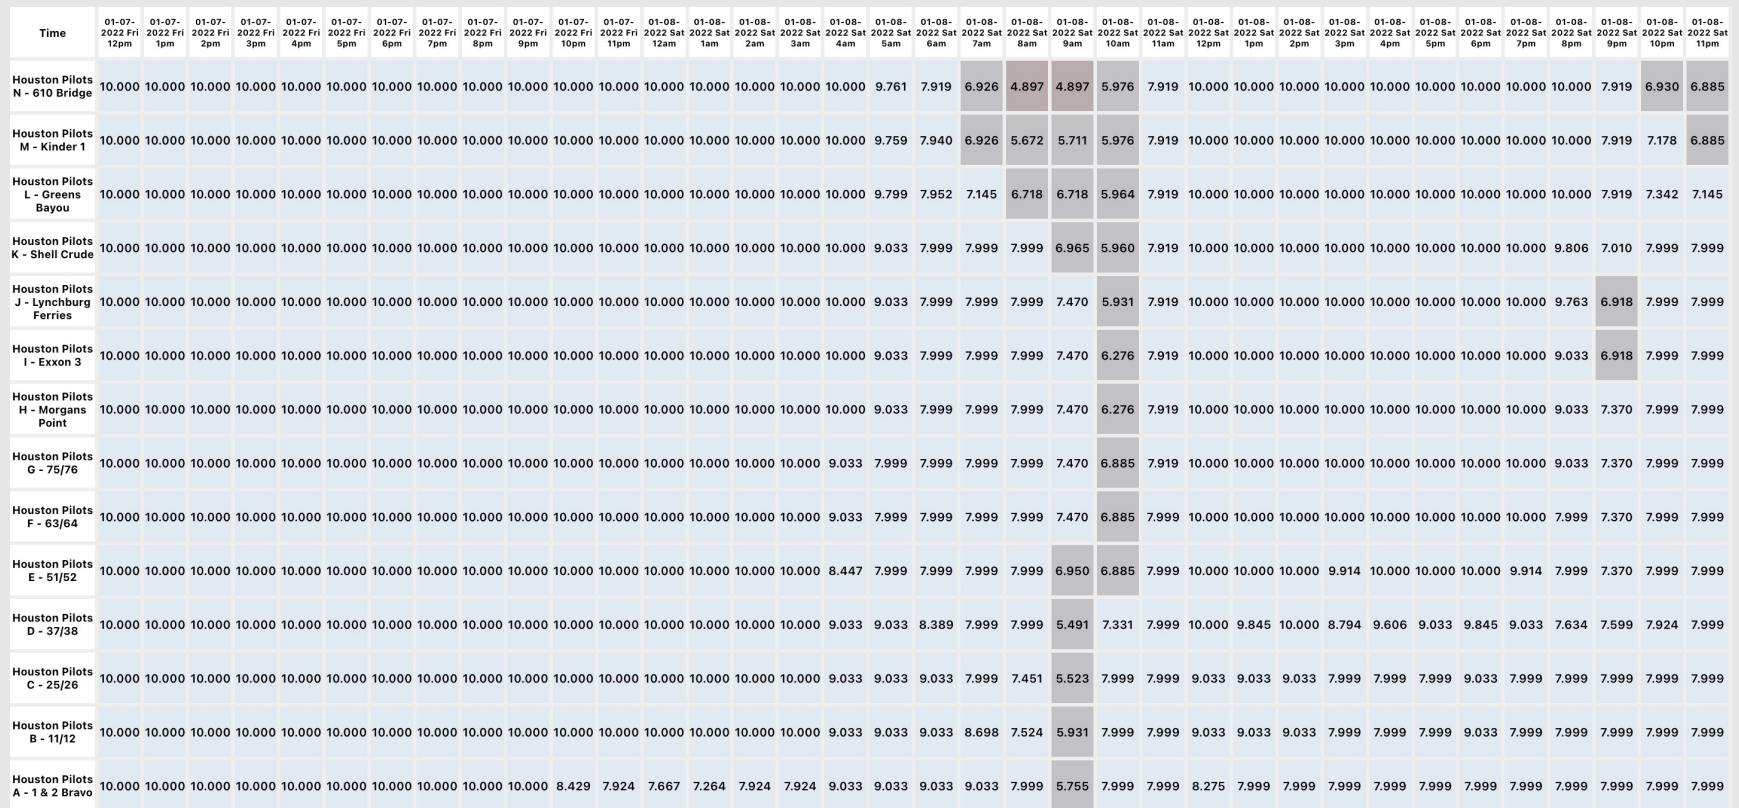 01-07- 01-07- 01-07- 01-07- 01-07- 01-07- 01-07- 01-07- 01-07- 01-07- 01-07- 01-07- 01-08- 01-08- 01-08- 01-08- 01-08- 01-08- 01-08- 01-08- 01-08- 01-08- 01-08- 01-08- 01-08- 01-08- 01-08- 01-08- 01-08- 01-08- 01-08- 01-08- 01-08- 01-08- 01-08- 01-08-
Time 2022 Fri 2022 Fri 2022 Fri 2022 Fri 2022 Fri 2022 Fri 2022 Fri 2022 Fri 2022 Fri 2022 Fri 2022 Fri 2022 Fri 2022 Sat 2022 Sat 2022 Sat 2022 Sat 2022 Sat 2022 Sat 2022 Sat 2022 Sat 2022 Sat 2022 Sat 2022 Sat 2022 Sat 2022 Sat 2022 Sat 2022 Sat 2022 Sat 2022 Sat 2022 Sat 2022 Sat 2022 Sat 2022 Sat 2022 Sat 2022 Sat 2022 Sat
12pm 1pm 2pm 3pm 4pm 5pm 6pm 7pm 8pm 9pm 10pm 11pm 12am 1am 2am 3am 4am 5am 6am 7am 8am 9am 10am 11am 12pm 1pm 2pm 3pm 4pm 5pm 6pm 7pm 8pm 9pm 10pm 11pm
Houston Pilots
N - 610 Bridge
10.000 10.000 10.000 10.000 10.000 10.000 10.000 10.000 10.000 10.000 10.000 10.000 10.000 10.000 10.000 10.000 10.000 9.761 7.919 6.926 4.897 4.897 5.976 7.919 10.000 10.000 10.000 10.000 10.000 10.000 10.000 10.000 10.000 7.919 6.930 6.885
Houston Pilots
M - Kinder 1
10.000 10.000 10.000 10.000 10.000 10.000 10.000 10.000 10.000 10.000 10.000 10.000 10.000 10.000 10.000 10.000 10.000 9.759 7.940 6.926 5.672 5.711 5.976 7.919 10.000 10.000 10.000 10.000 10.000 10.000 10.000 10.000 10.000 7.919 7.178 6.885
Houston Pilots
L - Greens
Bayou
10.000 10.000 10.000 10.000 10.000 10.000 10.000 10.000 10.000 10.000 10.000 10.000 10.000 10.000 10.000 10.000 10.000 9.799 7.952 7.145 6.718 6.718 5.964 7.919 10.000 10.000 10.000 10.000 10.000 10.000 10.000 10.000 10.000 7.919 7.342 7.145
Houston Pilots
K - Shell Crude
10.000 10.000 10.000 10.000 10.000 10.000 10.000 10.000 10.000 10.000 10.000 10.000 10.000 10.000 10.000 10.000 10.000 9.033 7.999 7.999 7.999 6.965 5.960 7.919 10.000 10.000 10.000 10.000 10.000 10.000 10.000 10.000 9.806 7.010 7.999 7.999
Houston Pilots
J - Lynchburg
Ferries
10.000 10.000 10.000 10.000 10.000 10.000 10.000 10.000 10.000 10.000 10.000 10.000 10.000 10.000 10.000 10.000 10.000 9.033 7.999 7.999 7.999 7.470 5.931 7.919 10.000 10.000 10.000 10.000 10.000 10.000 10.000 10.000 9.763 6.918 7.999 7.999
Houston Pilots
I - Exxon 3
10.000 10.000 10.000 10.000 10.000 10.000 10.000 10.000 10.000 10.000 10.000 10.000 10.000 10.000 10.000 10.000 10.000 9.033 7.999 7.999 7.999 7.470 6.276 7.919 10.000 10.000 10.000 10.000 10.000 10.000 10.000 10.000 9.033 6.918 7.999 7.999
Houston Pilots
H - Morgans
Point
10.000 10.000 10.000 10.000 10.000 10.000 10.000 10.000 10.000 10.000 10.000 10.000 10.000 10.000 10.000 10.000 10.000 9.033 7.999 7.999 7.999 7.470 6.276 7.919 10.000 10.000 10.000 10.000 10.000 10.000 10.000 10.000 9.033 7.370 7.999 7.999
Houston Pilots
G - 75/76
10.000 10.000 10.000 10.000 10.000 10.000 10.000 10.000 10.000 10.000 10.000 10.000 10.000 10.000 10.000 10.000 9.033 7.999 7.999 7.999 7.999 7.470 6.885 7.919 10.000 10.000 10.000 10.000 10.000 10.000 10.000 10.000 9.033 7.370 7.999 7.999
Houston Pilots
F - 63/64
10.000 10.000 10.000 10.000 10.000 10.000 10.000 10.000 10.000 10.000 10.000 10.000 10.000 10.000 10.000 10.000 9.033 7.999 7.999 7.999 7.999 7.470 6.885 7.999 10.000 10.000 10.000 10.000 10.000 10.000 10.000 10.000 7.999 7.370 7.999 7.999
Houston Pilots
E - 51/52
10.000 10.000 10.000 10.000 10.000 10.000 10.000 10.000 10.000 10.000 10.000 10.000 10.000 10.000 10.000 10.000 8.447 7.999 7.999 7.999 7.999 6.950 6.885 7.999 10.000 10.000 10.000 9.914 10.000 10.000 10.000 9.914 7.999 7.370 7.999 7.999
Houston Pilots
D - 37/38
10.000 10.000 10.000 10.000 10.000 10.000 10.000 10.000 10.000 10.000 10.000 10.000 10.000 10.000 10.000 10.000 9.033 9.033 8.389 7.999 7.999 5.491 7.331 7.999 10.000 9.845 10.000 8.794 9.606 9.033 9.845 9.033 7.634 7.599 7.924 7.999
Houston Pilots
C - 25/26
10.000 10.000 10.000 10.000 10.000 10.000 10.000 10.000 10.000 10.000 10.000 10.000 10.000 10.000 10.000 10.000 9.033 9.033 9.033 7.999 7.451 5.523 7.999 7.999 9.033 9.033 9.033 7.999 7.999 7.999 9.033 7.999 7.999 7.999 7.999 7.999
Houston Pilots
B - 11/12
10.000 10.000 10.000 10.000 10.000 10.000 10.000 10.000 10.000 10.000 10.000 10.000 10.000 10.000 10.000 10.000 9.033 9.033 9.033 8.698 7.524 5.931 7.999 7.999 9.033 9.033 9.033 7.999 7.999 7.999 9.033 7.999 7.999 7.999 7.999 7.999
Houston Pilots
A - 1 & 2 Bravo
10.000 10.000 10.000 10.000 10.000 10.000 10.000 10.000 10.000 10.000 8.429 7.924 7.667 7.264 7.924 7.924 9.033 9.033 9.033 9.033 7.999 5.755 7.999 7.999 8.275 7.999 7.999 7.999 7.999 7.999 7.999 7.999 7.999 7.999 7.999 7.999